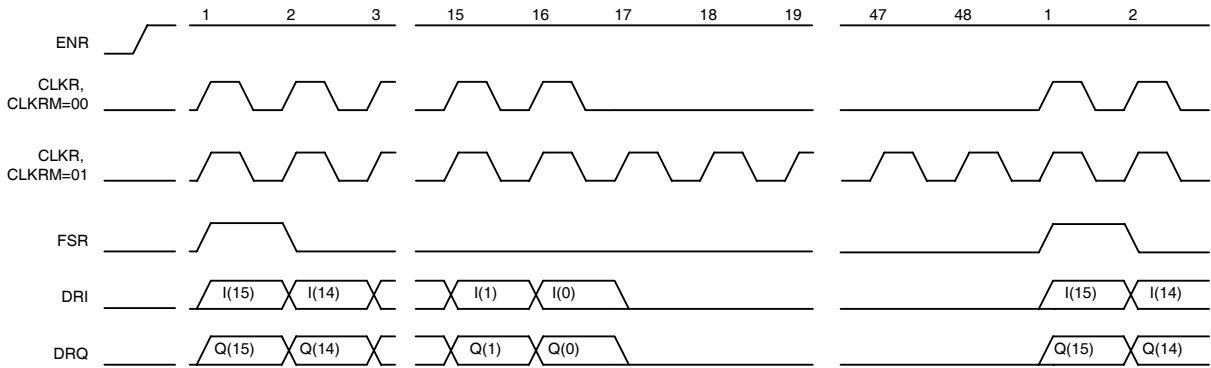 1 2 3 15 16 17 18 19 47 48 1 2
ENR
CLKR,
CLKRM=00
CLKR,
CLKRM=01
FSR
DRI I(15) I(14) I(1) I(0) I(15) I(14)
DRQ Q(15) Q(14) Q(1) Q(0) Q(15) Q(14)